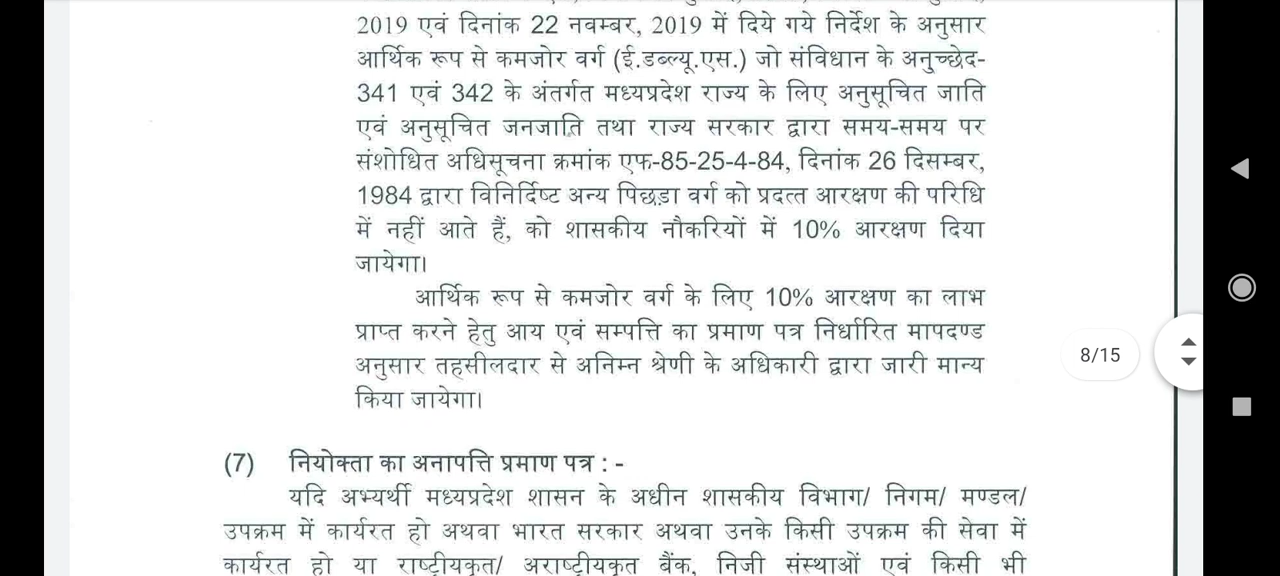 2019 एवं दिनांक 22 नवम्बर, 2019 में दिये गये निर्देश के अनुसार
आर्थिक रूप से कमजोर वर्ग (ई.डब्ल्यू.एस.) जो संविधान के अनुच्छेद-
341 एवं 342 के अंतर्गत मध्यप्रदेश राज्य के लिए अनुसूचित जाति
एवं अनुसूचित जनजाति तथा राज्य सरकार द्वारा समय-समय पर
संशोधित अधिसूचना क्रमांक एफ-85-25-4-84, दिनांक 26 दिसम्बर,
1984 द्वारा विनिर्दिष्ट अन्य पिछड़ा वर्ग को प्रदत्त आरक्षण की परिधि
में नहीं आते हैं, को शासकीय नौकरियों में 10% आरक्षण दिया
जायेगा।
आर्थिक रूप से कमजोर वर्ग के लिए 10% आरक्षण का लाभ
प्राप्त करने हेतु आय एवं सम्पत्ति का प्रमाण पत्र निर्धारित मापदण्ड
अनुसार तहसीलदार से अनिम्न श्रेणी के अधिकारी द्वारा जारी मान्य
किया जायेगा।
8/15
(7) नियोक्ता का अनापत्ति प्रमाण पत्र : -
यदि अभ्यर्थी मध्यप्रदेश शासन के अधीन शासकीय विभाग/ निगम/ मण्डल/
उपक्रम में कार्यरत हो अथवा भारत सरकार अथवा उनके किसी उपक्रम की सेवा में
कार्यरत हो या राष्ट्रीयकृत/ अराष्ट्रीयकृत बैंक, निजी संस्थाओं एवं किसी भी